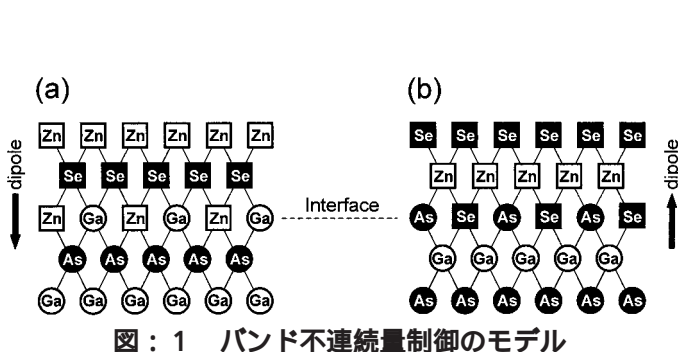 (a) (b)
Zn Zn Zn Zn Zn Zn Se Se Se Se Se Se
Se Se Se Se Se Zn Zn Zn Zn Zn
dipole Interface dipole
Zn Ga Zn Ga Zn Ga As Se As Se As Se
As As As As As Ga Ga Ga Ga Ga
Ga Ga Ga Ga Ga Ga As As As As As As
図：1 バンド不連続量制御のモデル